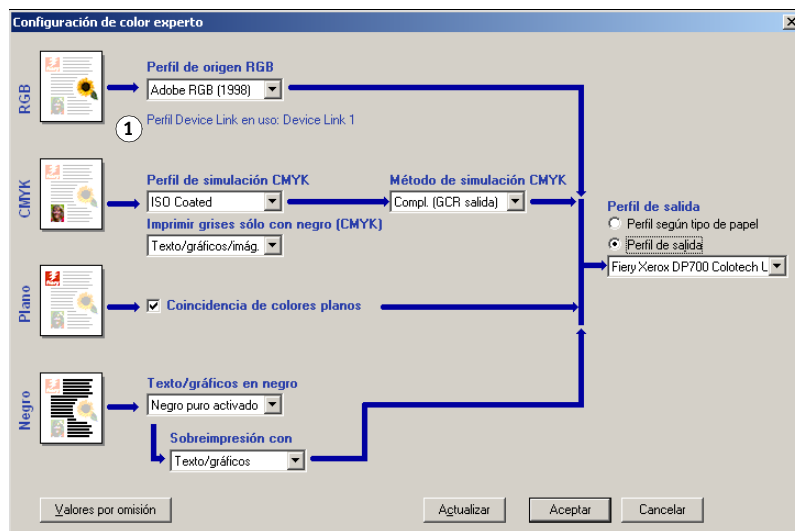 Configuración de color experto
RGB
Perfil de origen RGB
Adobe RGB (1998)
1
Perfil Device Link en uso: Device Link 1
CMYK
Perfil de simulación CMYK
Método de simulación CMYK
ISO Coated
Compl. (GCR salida)
Imprimir grises sólo con negro (CMYK)
Texto/gráficos/imág.
Perfil de salida
Perfil según tipo de papel
Perfil de salida
Fiery Xerox DP700 Colotech L
Plano
Coincidencia de colores planos
Negro
Texto/gráficos en negro
Negro puro activado
Sobreimpresión con
Texto/gráficos
Valores por omisión
Actualizar
Aceptar
Cancelar